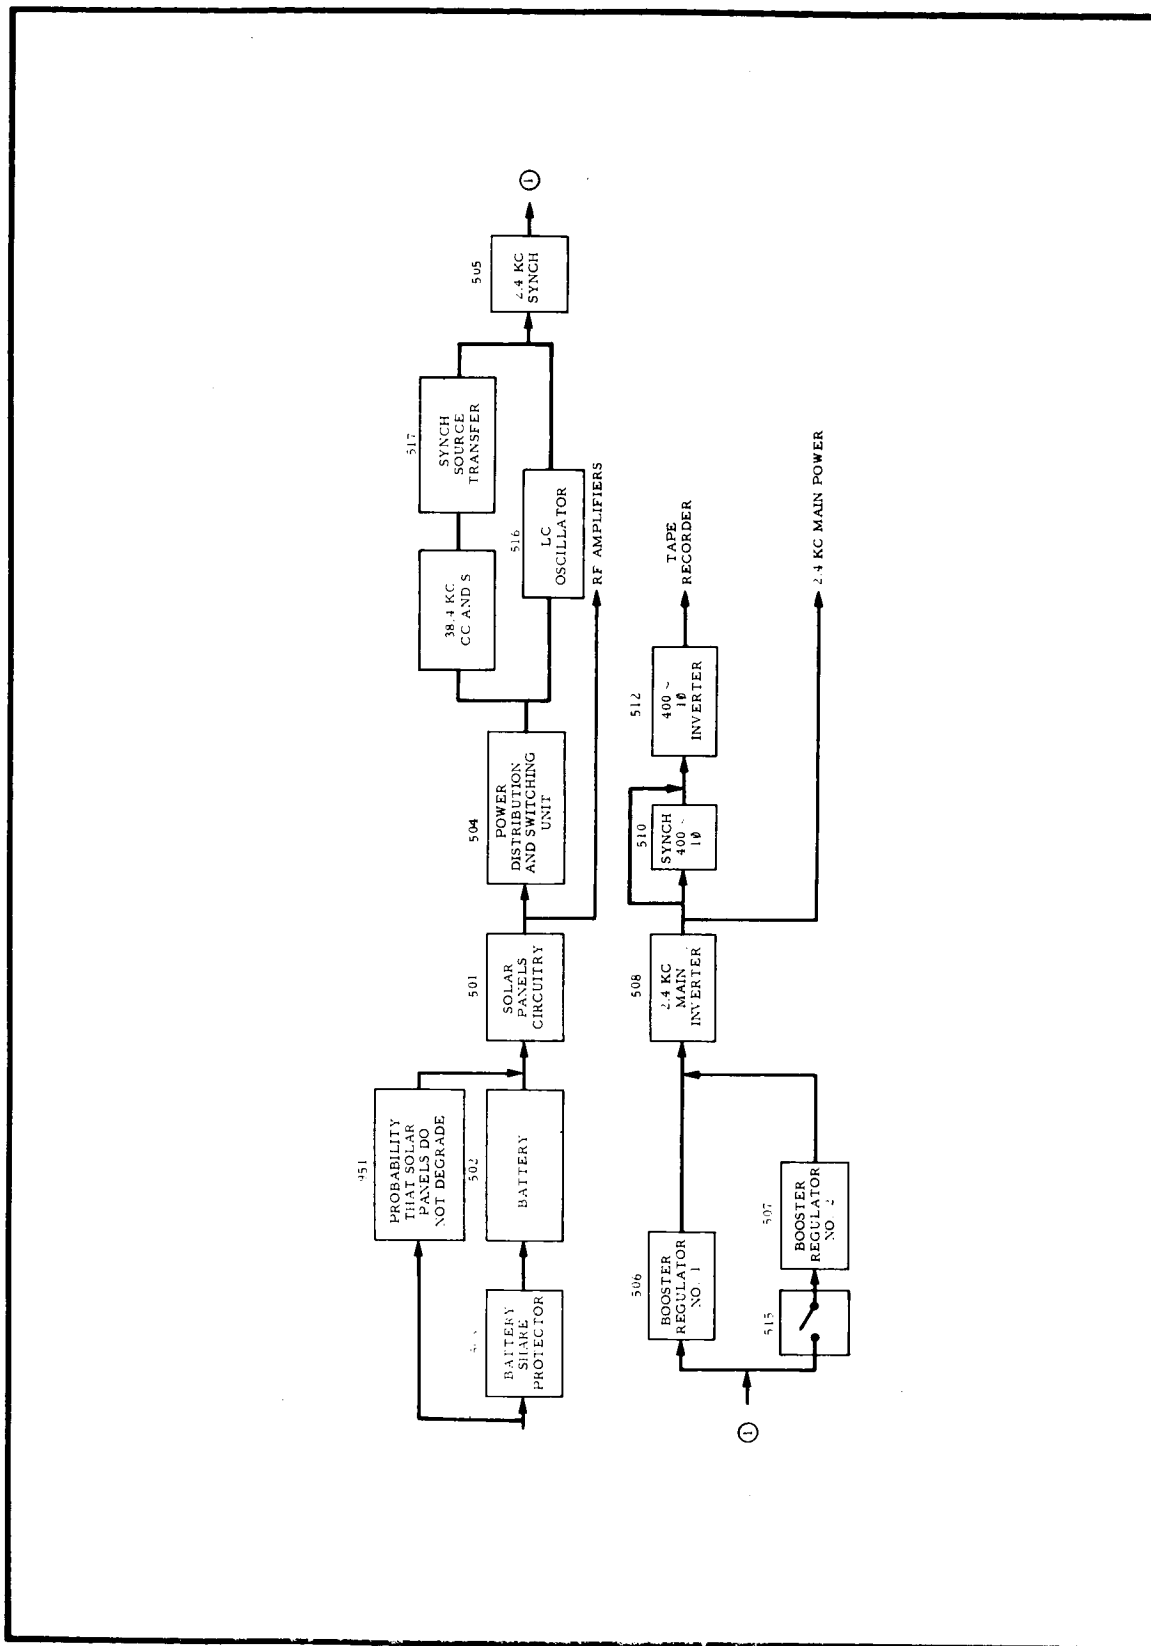 951
PROBABILITY
THAT SOLAR
PANELS DO
NOT DEGRADE
BATTERY
SHARE
PROTECTOR
502
BATTERY
501
SOLAR
PANELS
CIRCUITRY
504
POWER
DISTRIBUTION
AND SWITCHING
UNIT
38.4 KC
CC AND S
517
SYNCH
SOURCE
TRANSFER
516
LC
OSCILLATOR
RF AMPLIFIERS
505
2.4 KC
SYNCH
1
1
506
BOOSTER
REGULATOR
NO. 1
515
507
BOOSTER
REGULATOR
NO. 2
508
2.4 KC
MAIN
INVERTER
510
SYNCH
400 ~
1Ø
512
400 ~
1Ø
INVERTER
TAPE
RECORDER
2.4 KC MAIN POWER